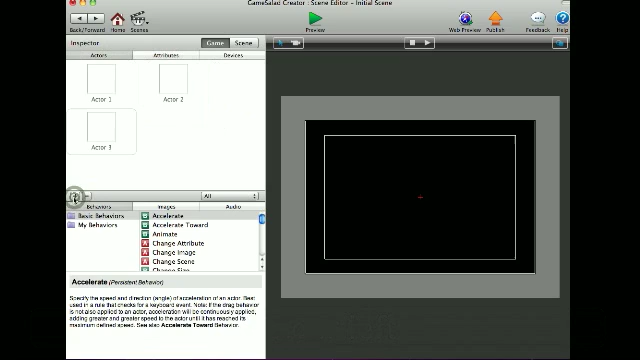 GameSalad Creator : Scene Editor - Initial Scene
Back/Forward Home Scenes Preview Web Preview Publish Feedback Help
Inspector Game Scene
Actors Attributes Devices
Actor 1 Actor 2
Actor 3
All
Behaviors Images Audio
Basic Behaviors
My Behaviors
Accelerate
Accelerate Toward
Animate
Change Attribute
Change Image
Change Scene
Change Size
Accelerate (Persistent Behavior)
Specify the speed and direction (angle) of acceleration of an actor. Best
used in a rule that checks for a keyboard event. Note: If the drag behavior
is not also applied to an actor, acceleration will be continuously applied,
adding greater and greater speed to the actor until it has reached its
maximum defined speed. See also Accelerate Toward Behavior.